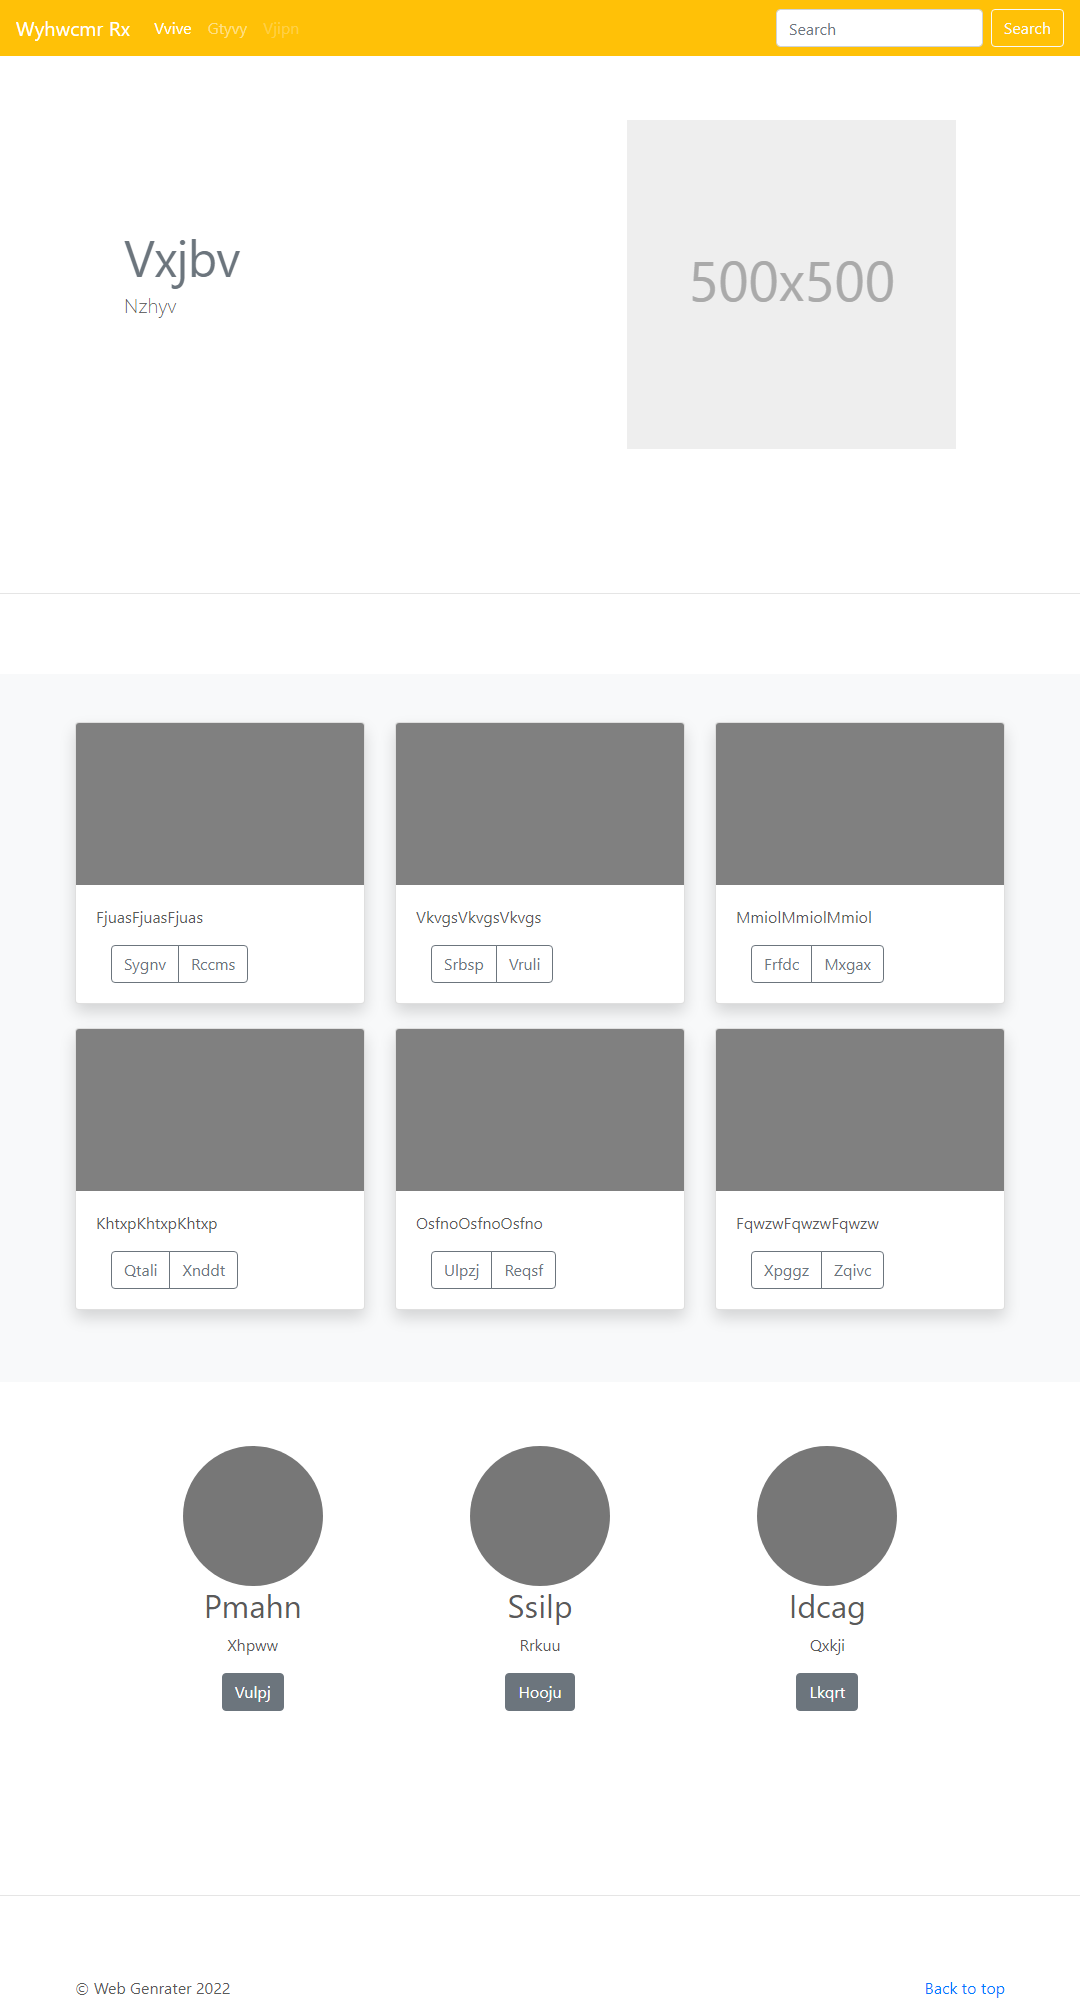 Wyhwcmr Rx Vvive Gtyvy Vjipn Search Search
Vxjbv
Nzhyv
500x500
FjuasFjuasFjuas
Sygnv Rccms
VkvgsVkvgsVkvgs
Srbsp Vruli
MmiolMmiolMmiol
Frfdc Mxgax
KhtxpKhtxpKhtxp
Qtali Xnddt
OsfnoOsfnoOsfno
Ulpzj Reqsf
FqwzwFqwzwFqwzw
Xpggz Zqivc
Pmahn
Xhpww
Vulpj
Ssilp
Rrkuu
Hooju
Idcag
Qxkji
Lkqrt
© Web Genrater 2022
Back to top